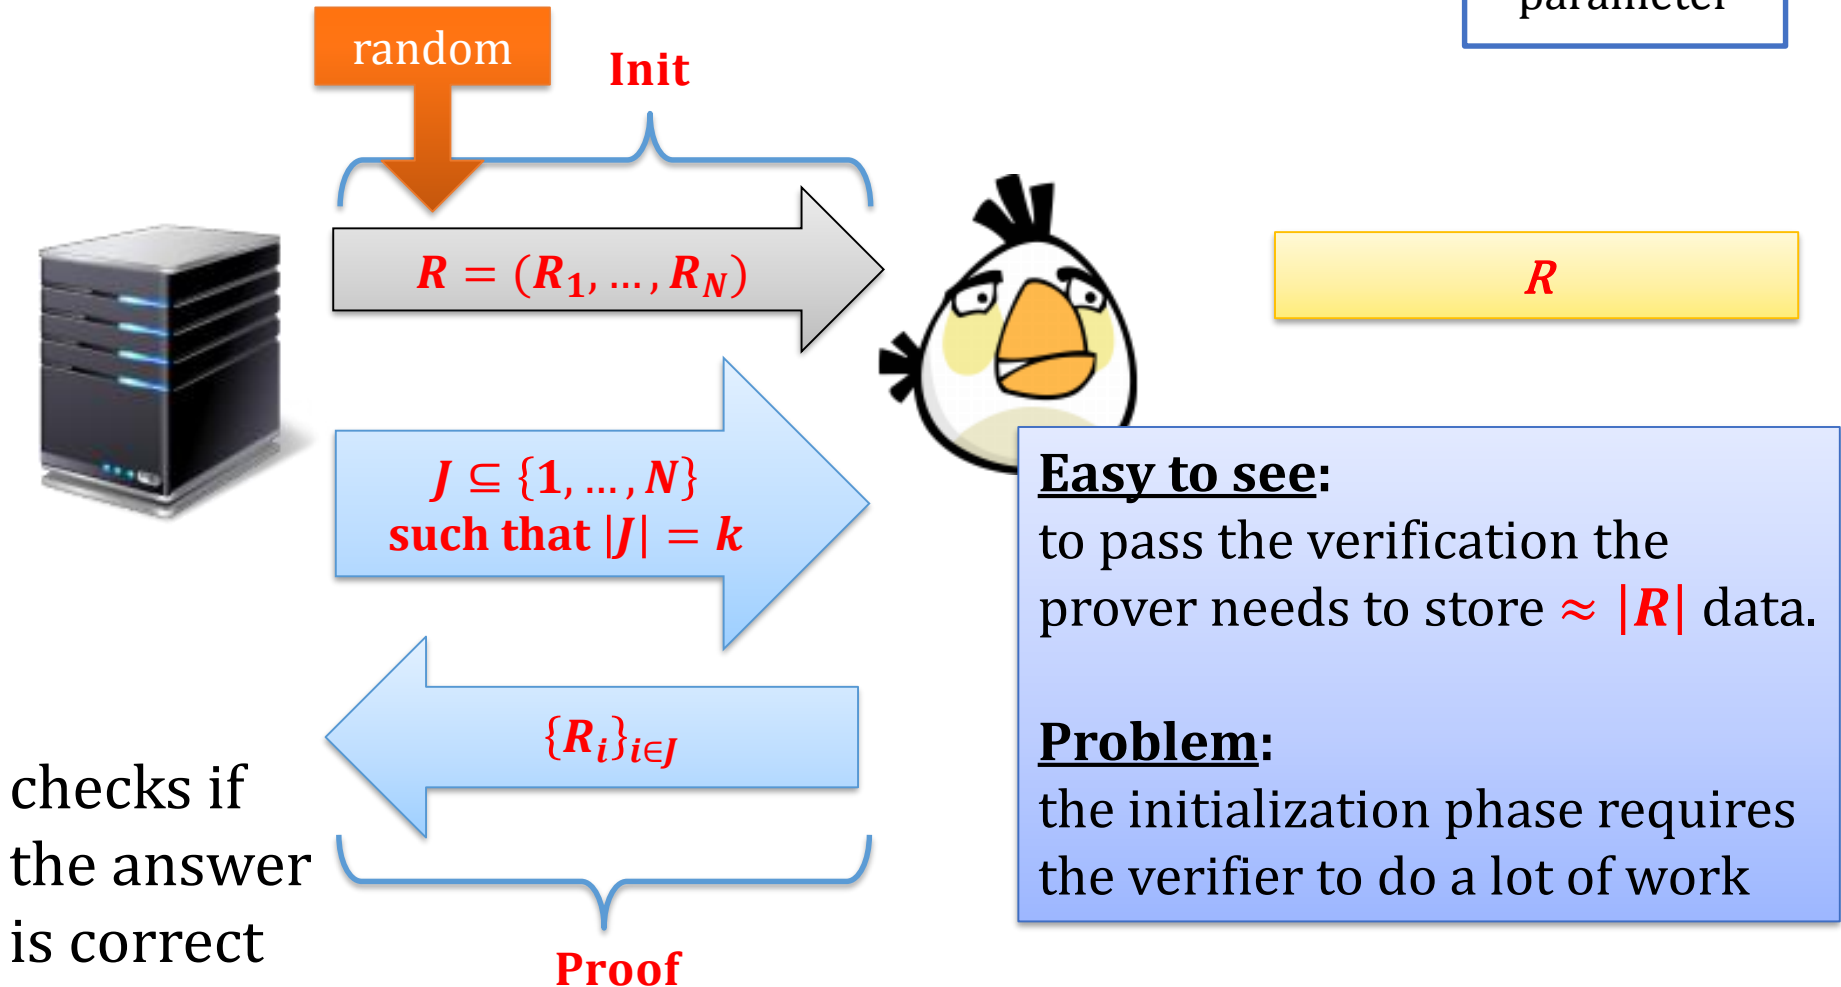 parameter
random
Init
R = (R₁, … , R_N)
R
J ⊆ {1, … , N}
such that |J| = k
Easy to see:
to pass the verification the
prover needs to store ≈ |R| data.
Problem:
the initialization phase requires
the verifier to do a lot of work
{Rᵢ}ᵢ∈J
checks if
the answer
is correct
Proof